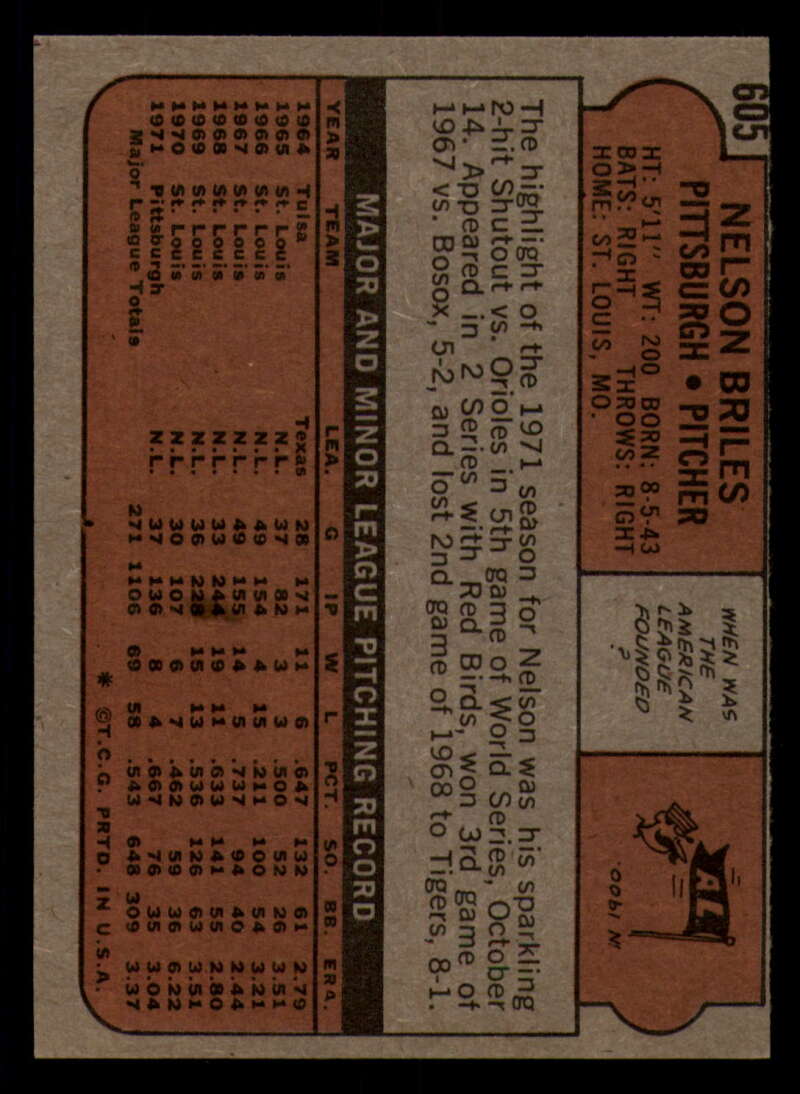 605
NELSON BRILES
PITTSBURGH • PITCHER
HT: 5'11" WT: 200 BORN: 8-5-43
BATS: RIGHT THROWS: RIGHT
HOME: ST. LOUIS, MO.
WHEN WAS
THE
AMERICAN
LEAGUE
FOUNDED
?
A.L.
IN 1900.
The highlight of the 1971 season for Nelson was his sparkling
2-hit Shutout vs. Orioles in 5th game of World Series, October
14. Appeared in 2 Series with Red Birds, won 3rd game of
1967 vs. Bosox, 5-2, and lost 2nd game of 1968 to Tigers, 8-1.
MAJOR AND MINOR LEAGUE PITCHING RECORD
YEAR TEAM LEA. G IP W L PCT. SO. BB. ERA.
1964 Tulsa Texas 28 171 11 6 .647 132 61 2.79
1965 St. Louis N.L. 37 82 3 3 .500 52 26 3.51
1966 St. Louis N.L. 49 154 4 15 .211 100 54 3.21
1967 St. Louis N.L. 49 155 14 5 .737 94 40 2.44
1968 St. Louis N.L. 33 244 19 11 .633 141 55 2.80
1969 St. Louis N.L. 36 228 15 13 .536 126 63 3.51
1970 St. Louis N.L. 30 107 6 7 .462 59 36 6.22
1971 Pittsburgh N.L. 37 136 8 4 .667 76 35 3.04
Major League Totals 271 1106 69 58 .543 648 309 3.37
* ©T.C.G. PRTD. IN U.S.A.